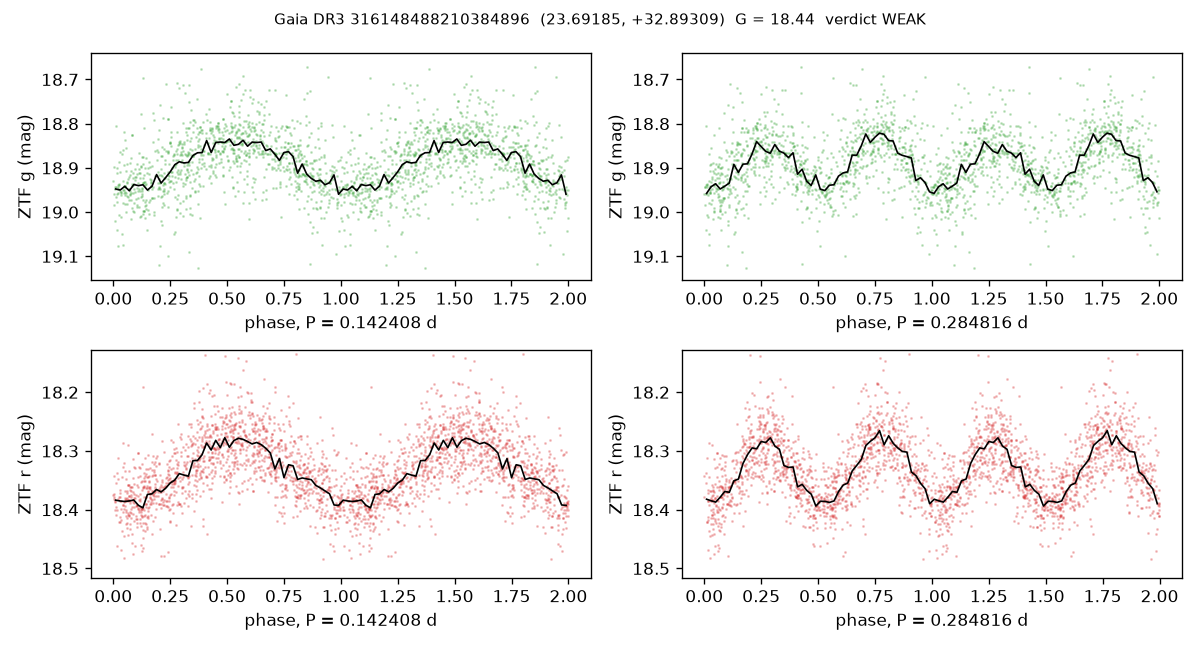 Gaia DR3 316148488210384896  (23.69185, +32.89309)  G = 18.44  verdict WEAK
ZTF g (mag)
18.7
18.8
18.9
19.0
19.1
0.00 0.25 0.50 0.75 1.00 1.25 1.50 1.75 2.00
phase, P = 0.142408 d
ZTF g (mag)
18.7
18.8
18.9
19.0
19.1
0.00 0.25 0.50 0.75 1.00 1.25 1.50 1.75 2.00
phase, P = 0.284816 d
ZTF r (mag)
18.2
18.3
18.4
18.5
0.00 0.25 0.50 0.75 1.00 1.25 1.50 1.75 2.00
phase, P = 0.142408 d
ZTF r (mag)
18.2
18.3
18.4
18.5
0.00 0.25 0.50 0.75 1.00 1.25 1.50 1.75 2.00
phase, P = 0.284816 d